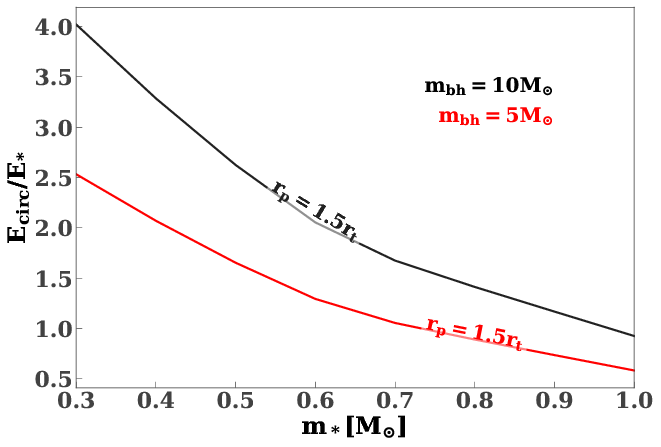 4.0
3.5
3.0
2.5
2.0
1.5
1.0
0.5
E_circ/E_*
m_bh = 10M_⊙
m_bh = 5M_⊙
r_p = 1.5r_t
r_p = 1.5r_t
0.3 0.4 0.5 0.6 0.7 0.8 0.9 1.0
m_*[M_⊙]